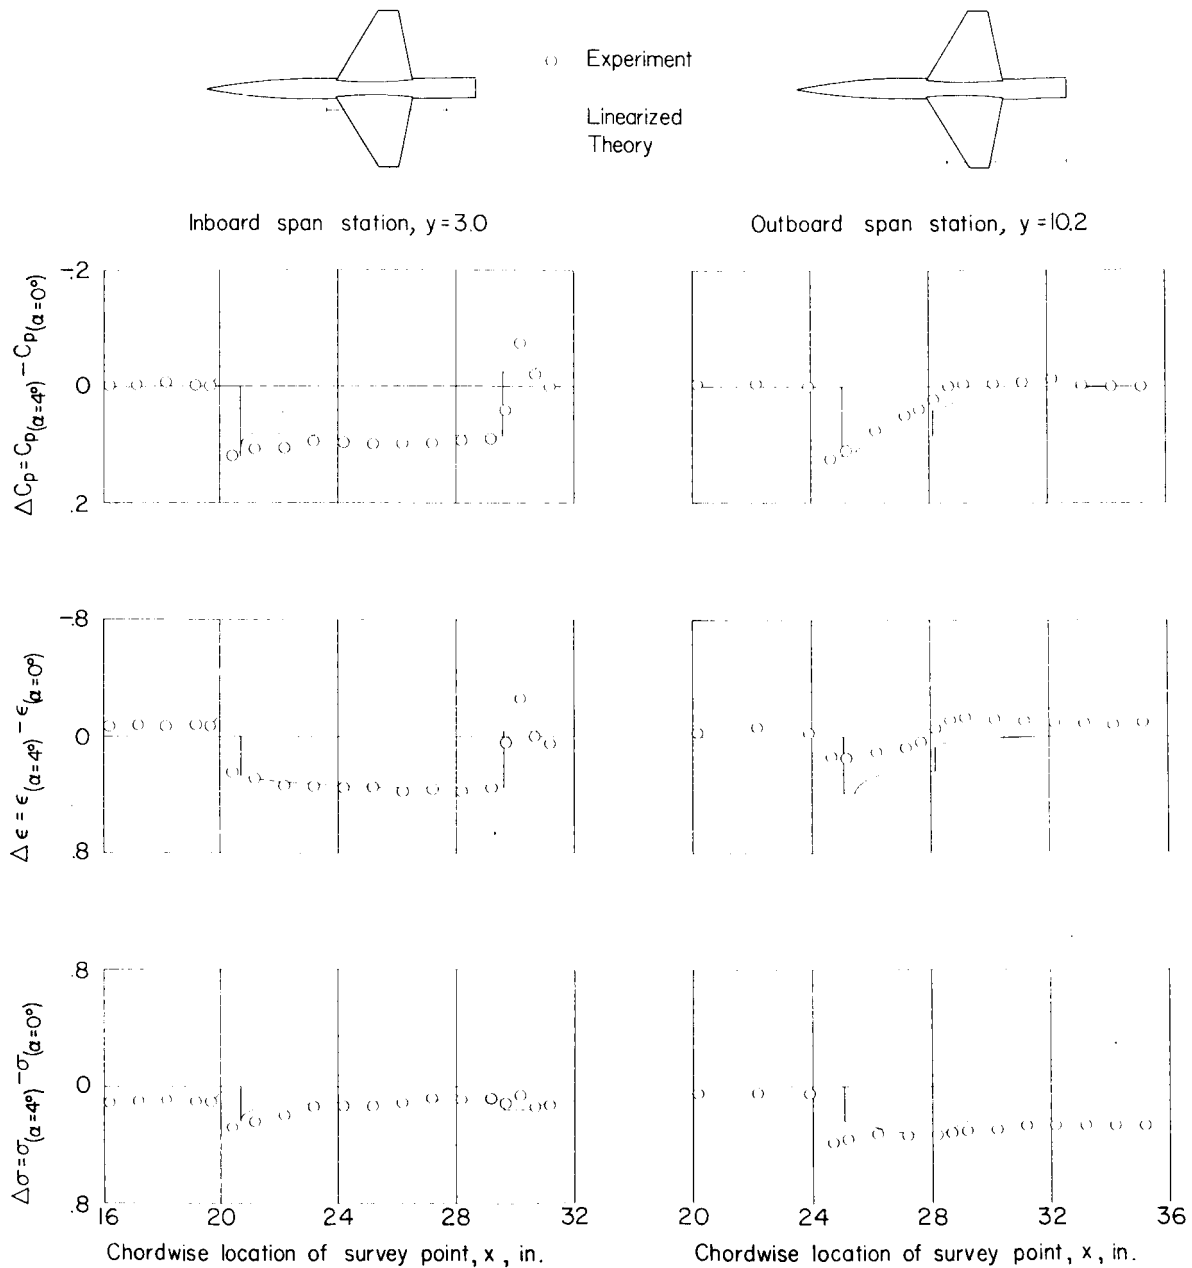 Experiment
Linearized
Theory
Inboard span station, y=3.0
Outboard span station, y=10.2
ΔCp = Cp(α=4°) − Cp(α=0°)
-.2
0
.2
Δϵ = ϵ(α=4°) − ϵ(α=0°)
-.8
0
.8
Δσ = σ(α=4°) − σ(α=0°)
.8
0
.8
16 20 24 28 32
20 24 28 32 36
Chordwise location of survey point, x, in.
Chordwise location of survey point, x, in.